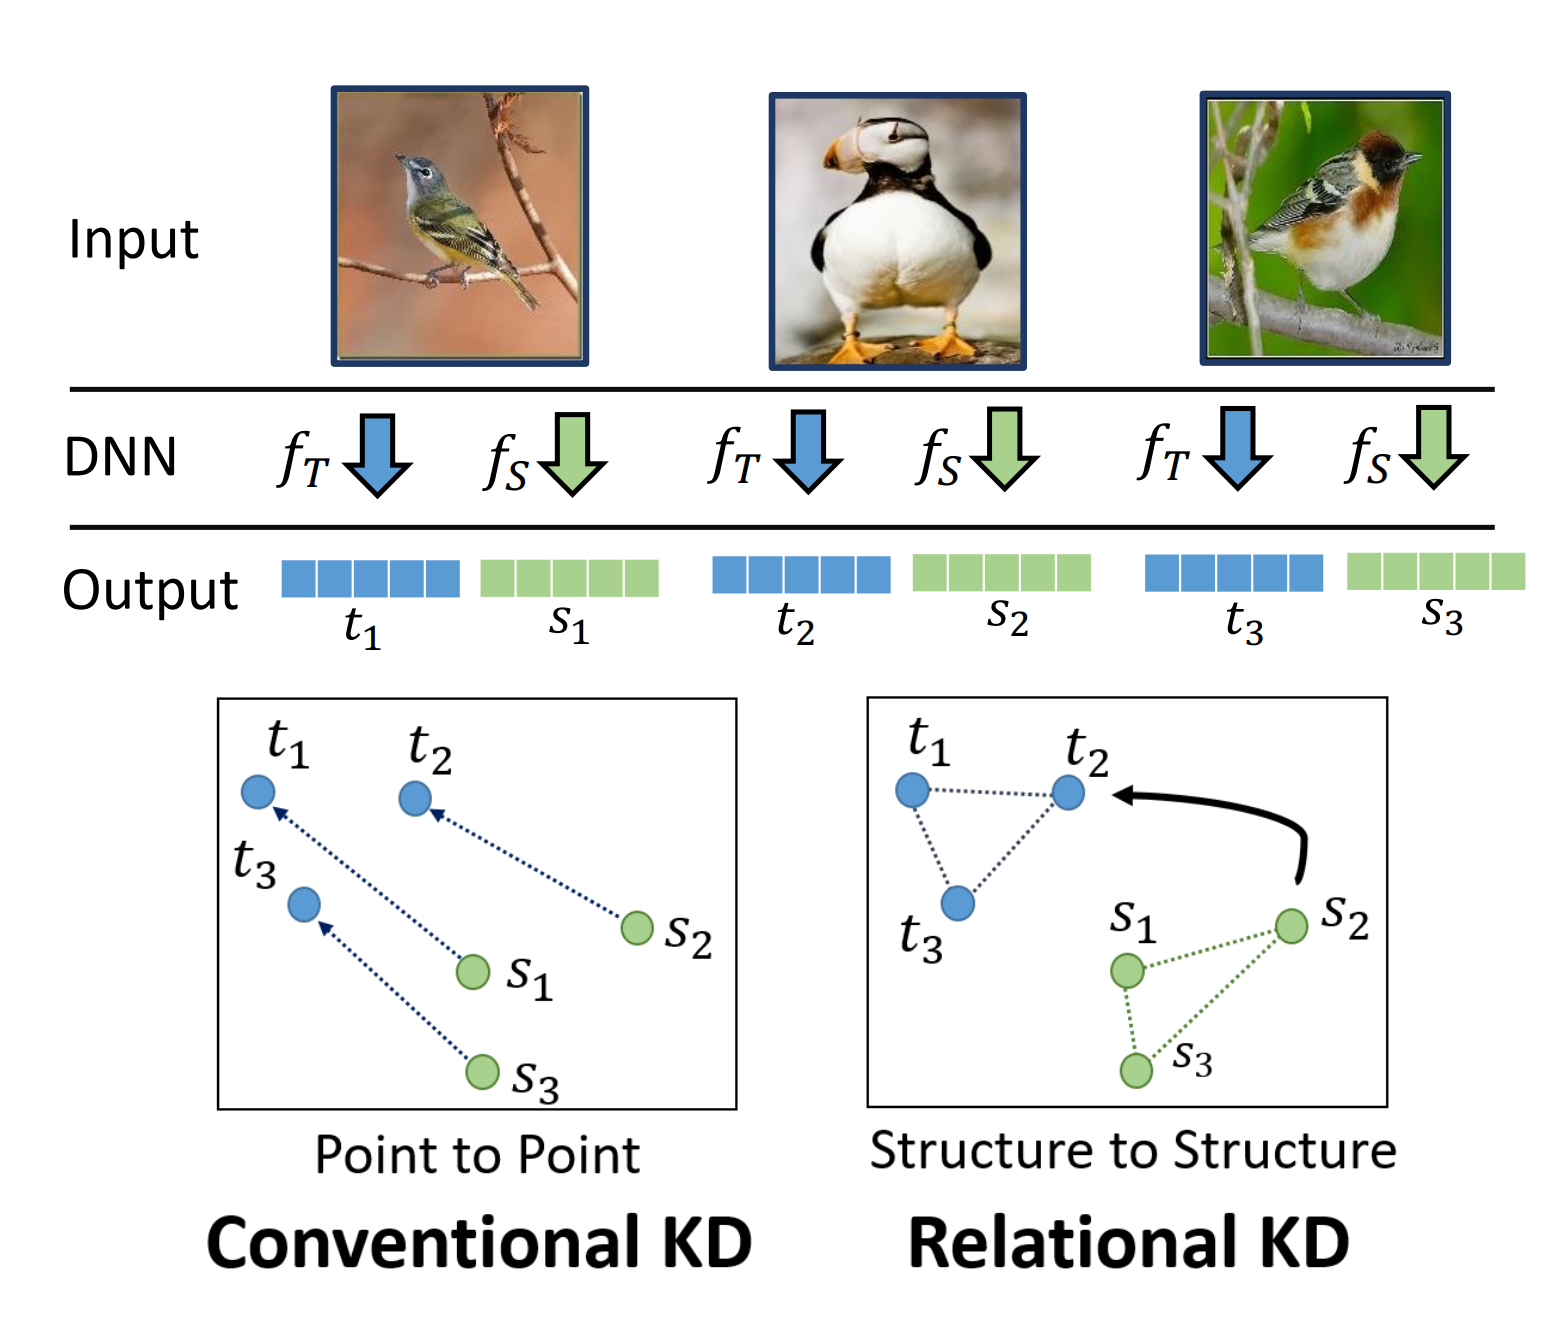 Input
DNN f_T f_S f_T f_S f_T f_S
Output
t_1 s_1 t_2 s_2 t_3 s_3
t_1 t_2
t_3
s_2
s_1
s_3
t_1 t_2
t_3
s_1 s_2
s_3
Point to Point
Conventional KD
Structure to Structure
Relational KD